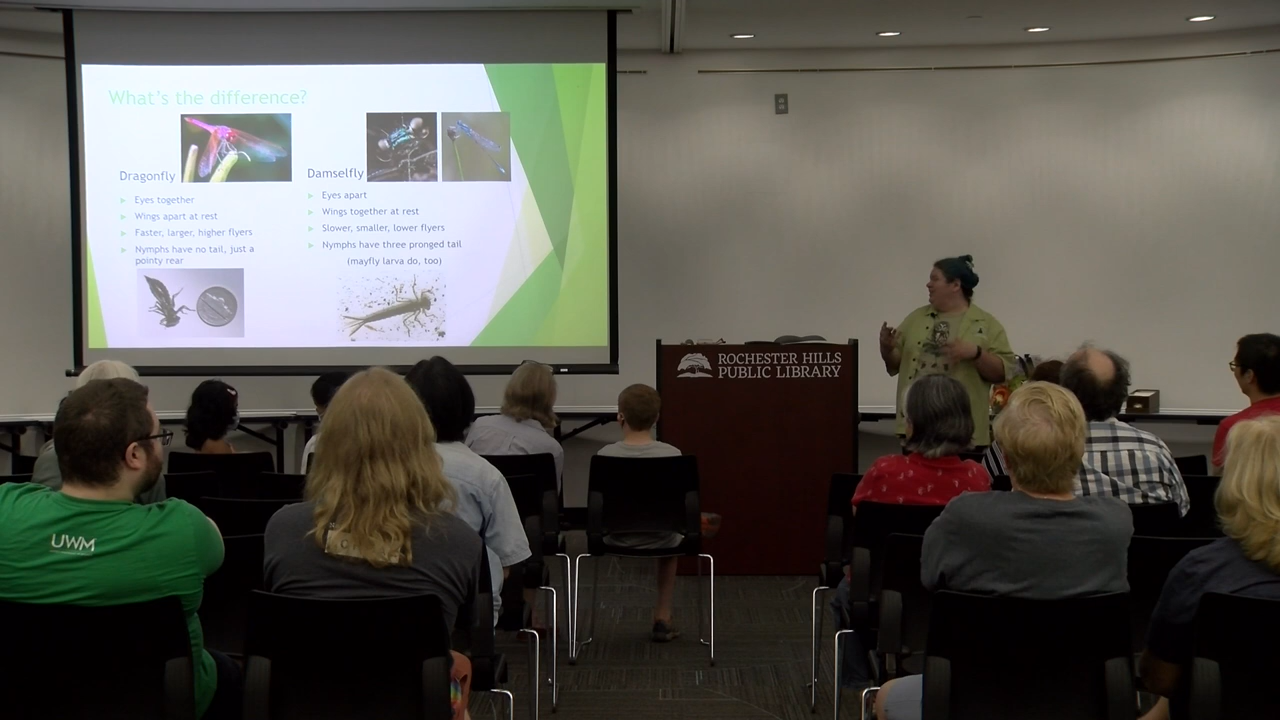 What's the difference?
Dragonfly
Eyes together
Wings apart at rest
Faster, larger, higher flyers
Nymphs have no tail, just a
pointy rear
Damselfly
Eyes apart
Wings together at rest
Slower, smaller, lower flyers
Nymphs have three pronged tail
(mayfly larva do, too)
ROCHESTER HILLS
PUBLIC LIBRARY
UWM